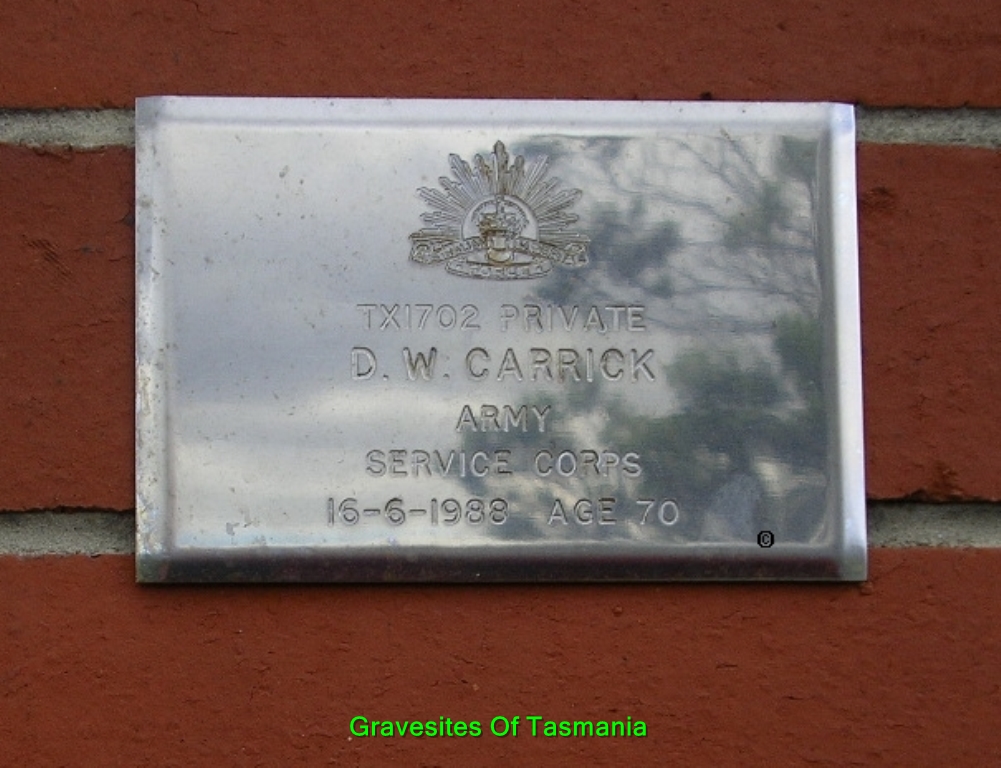 TX1702 PRIVATE
D. W. CARRICK
ARMY
SERVICE CORPS
16-6-1988 AGE 70
©
Gravesites Of Tasmania